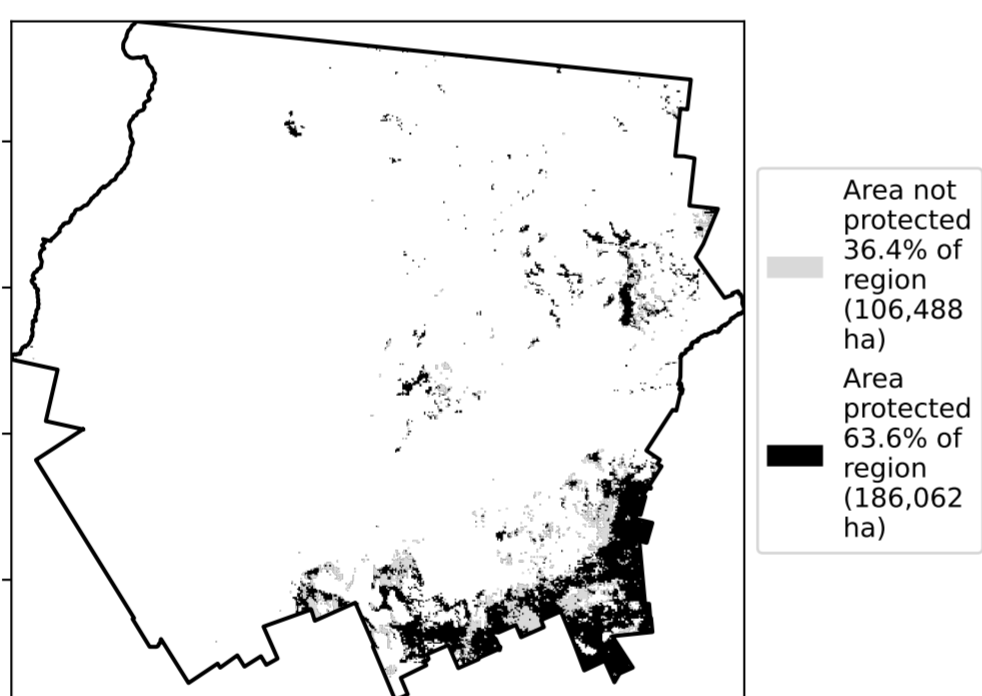 Area not
protected
36.4% of
region
(106,488
ha)
Area
protected
63.6% of
region
(186,062
ha)